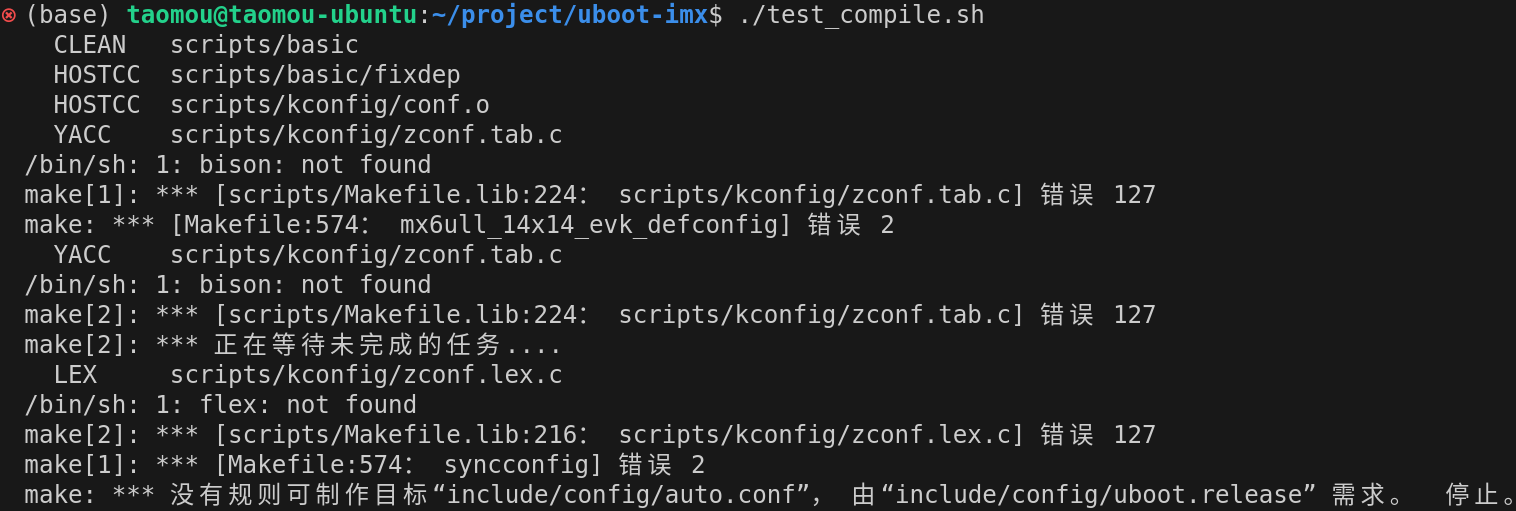 (base) taomou@taomou-ubuntu:~/project/uboot-imx$ ./test_compile.sh
CLEAN scripts/basic
HOSTCC scripts/basic/fixdep
HOSTCC scripts/kconfig/conf.o
YACC scripts/kconfig/zconf.tab.c
/bin/sh: 1: bison: not found
make[1]: *** [scripts/Makefile.lib:224： scripts/kconfig/zconf.tab.c] 错误 127
make: *** [Makefile:574： mx6ull_14x14_evk_defconfig] 错误 2
YACC scripts/kconfig/zconf.tab.c
/bin/sh: 1: bison: not found
make[2]: *** [scripts/Makefile.lib:224： scripts/kconfig/zconf.tab.c] 错误 127
make[2]: *** 正在等待未完成的任务....
LEX scripts/kconfig/zconf.lex.c
/bin/sh: 1: flex: not found
make[2]: *** [scripts/Makefile.lib:216： scripts/kconfig/zconf.lex.c] 错误 127
make[1]: *** [Makefile:574： syncconfig] 错误 2
make: *** 没有规则可制作目标“include/config/auto.conf”， 由“include/config/uboot.release” 需求。 停止。